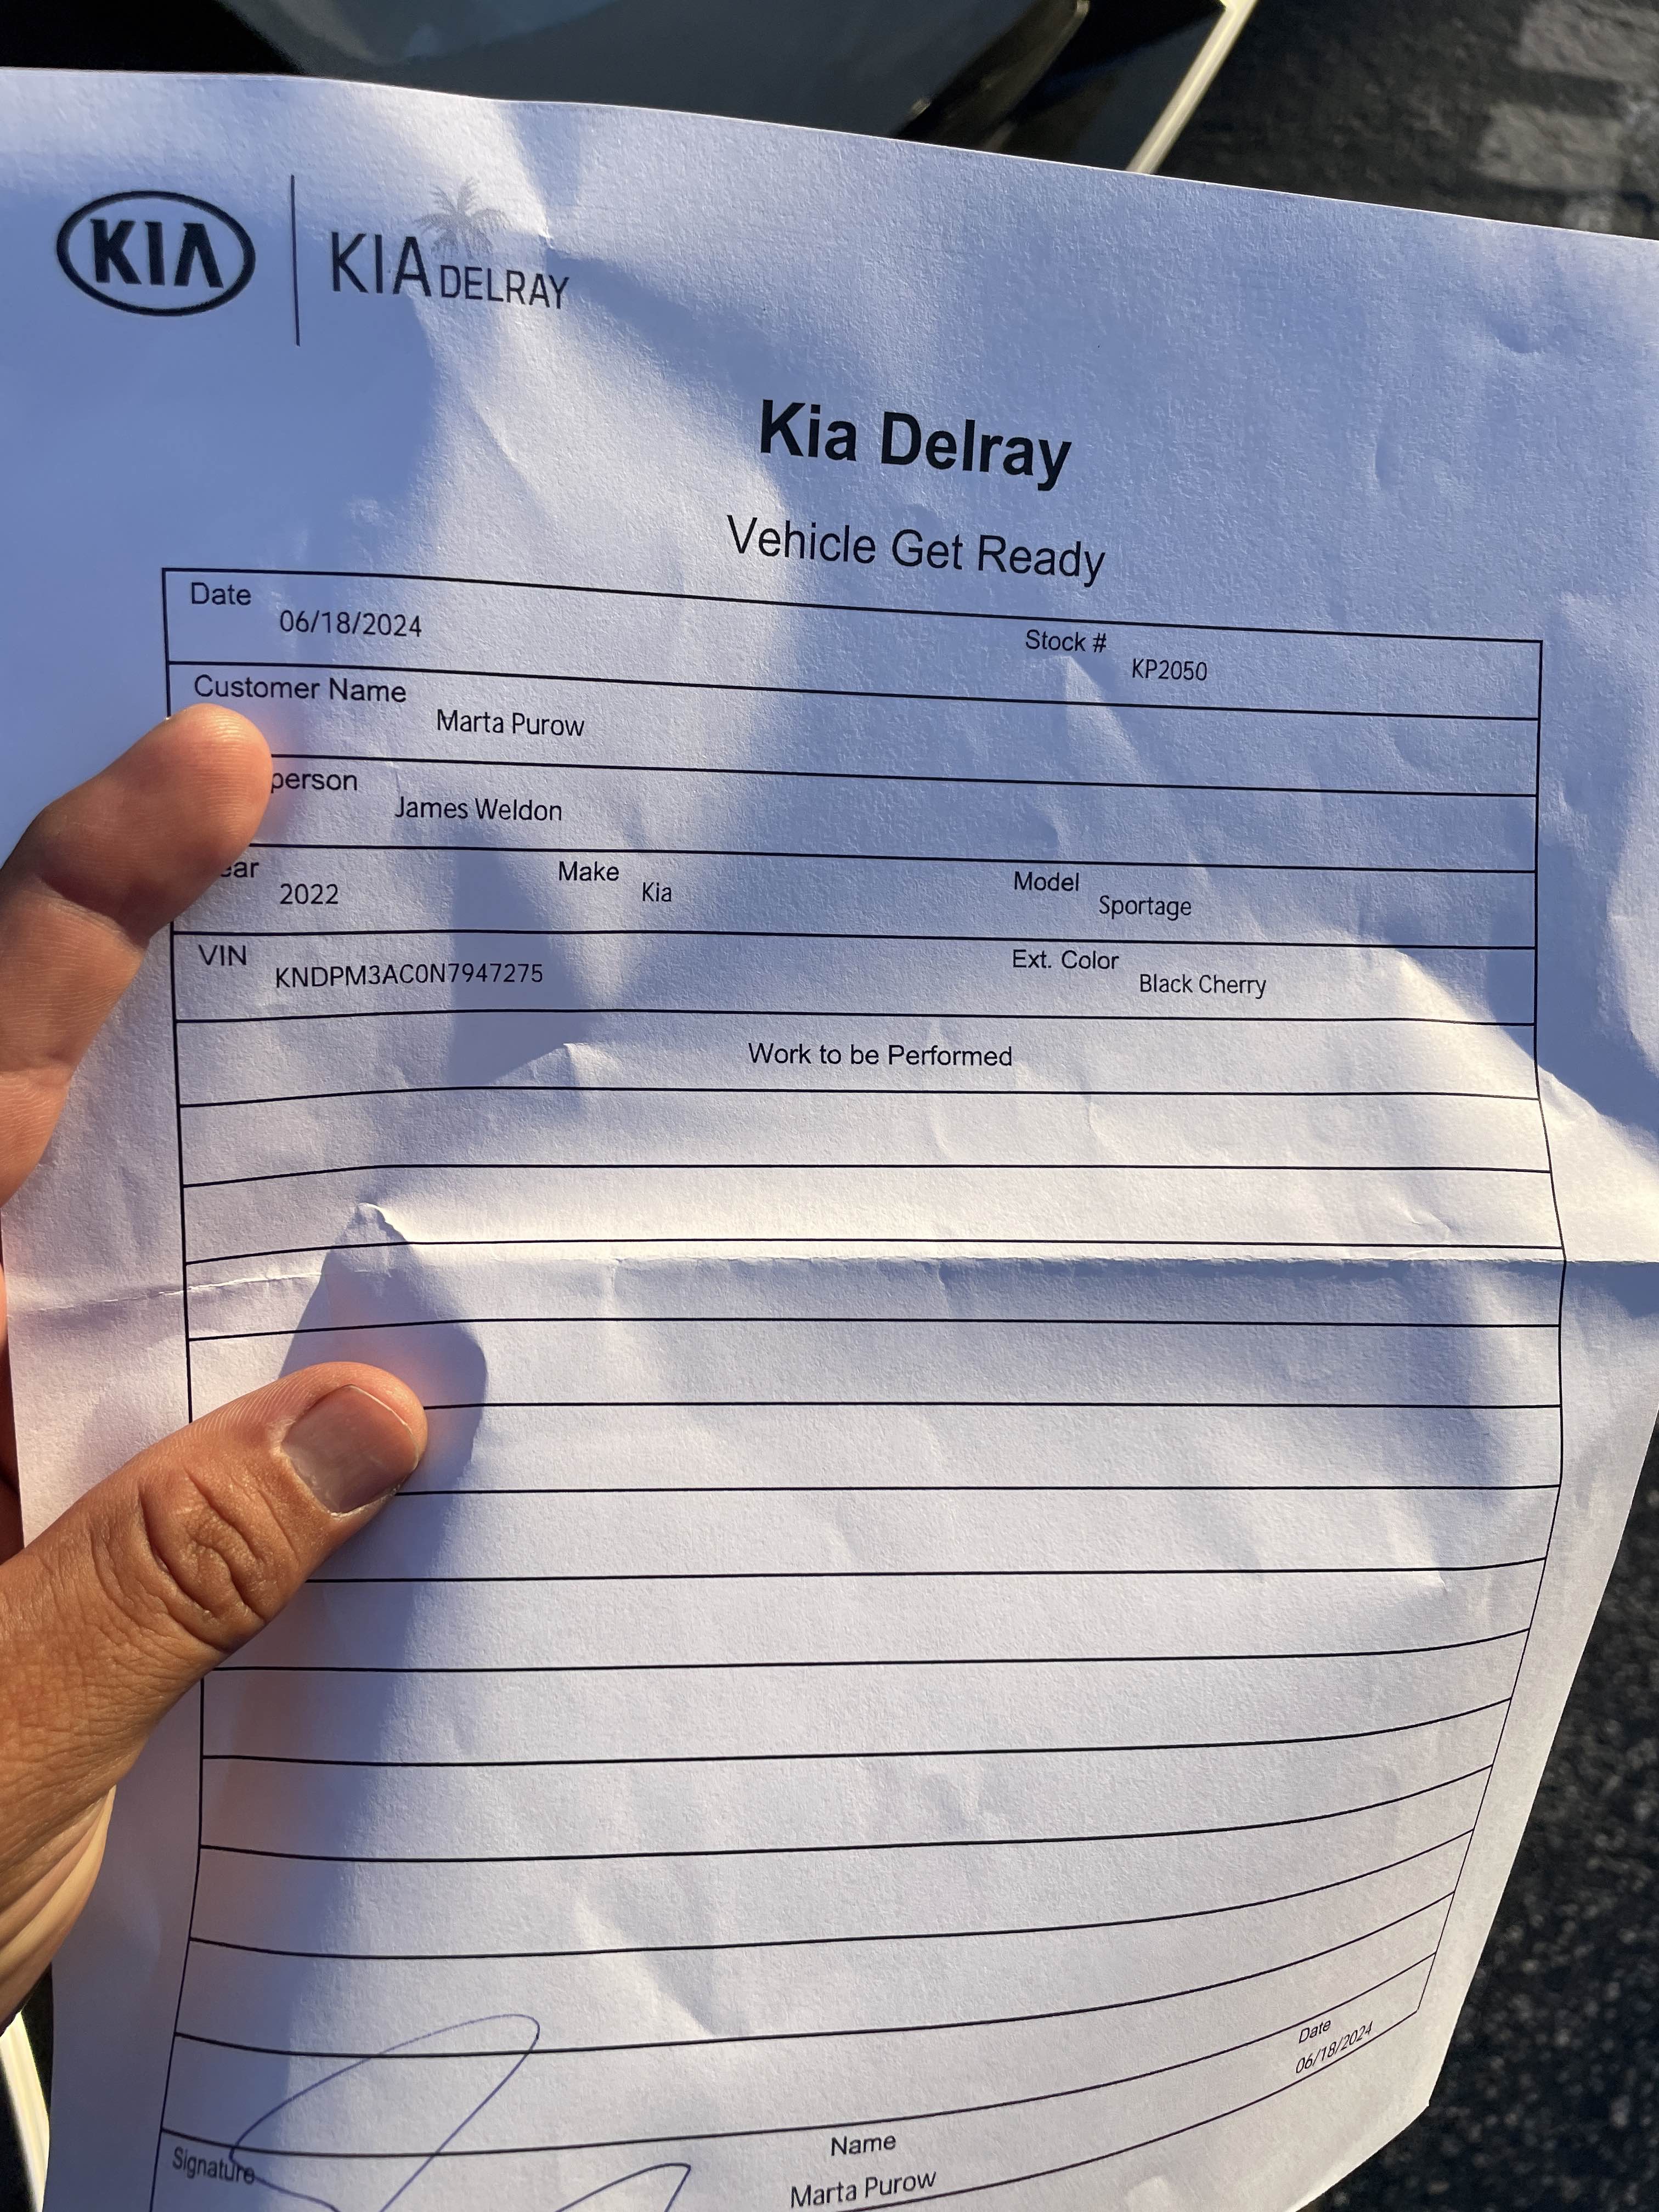 KIA KIA DELRAY
Kia Delray
Vehicle Get Ready
Date 06/18/2024 Stock # KP2050
Customer Name Marta Purow
person James Weldon
ear 2022 Make Kia Model Sportage
VIN KNDPM3AC0N7947275 Ext. Color Black Cherry
Work to be Performed
Signature Name Marta Purow Date 06/18/2024